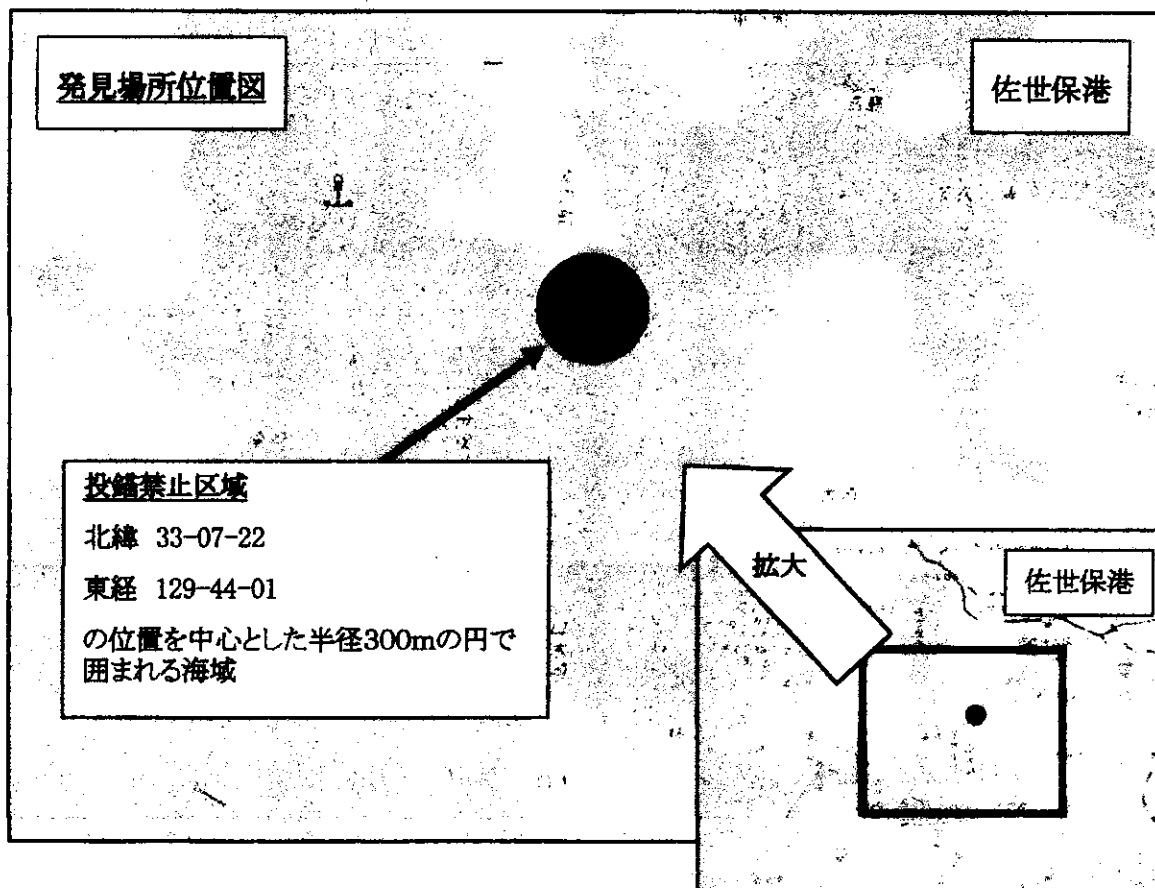 発見場所位置図
佐世保港
投錨禁止区域
北緯 33-07-22
東経 129-44-01
の位置を中心とした半径300mの円で
囲まれる海域
拡大
佐世保港